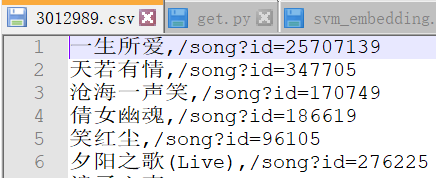 3012989.csv get.py svm_embedding.
1 一生所爱,/song?id=25707139
2 天若有情,/song?id=347705
3 沧海一声笑,/song?id=170749
4 倩女幽魂,/song?id=186619
5 笑红尘,/song?id=96105
6 夕阳之歌(Live),/song?id=276225